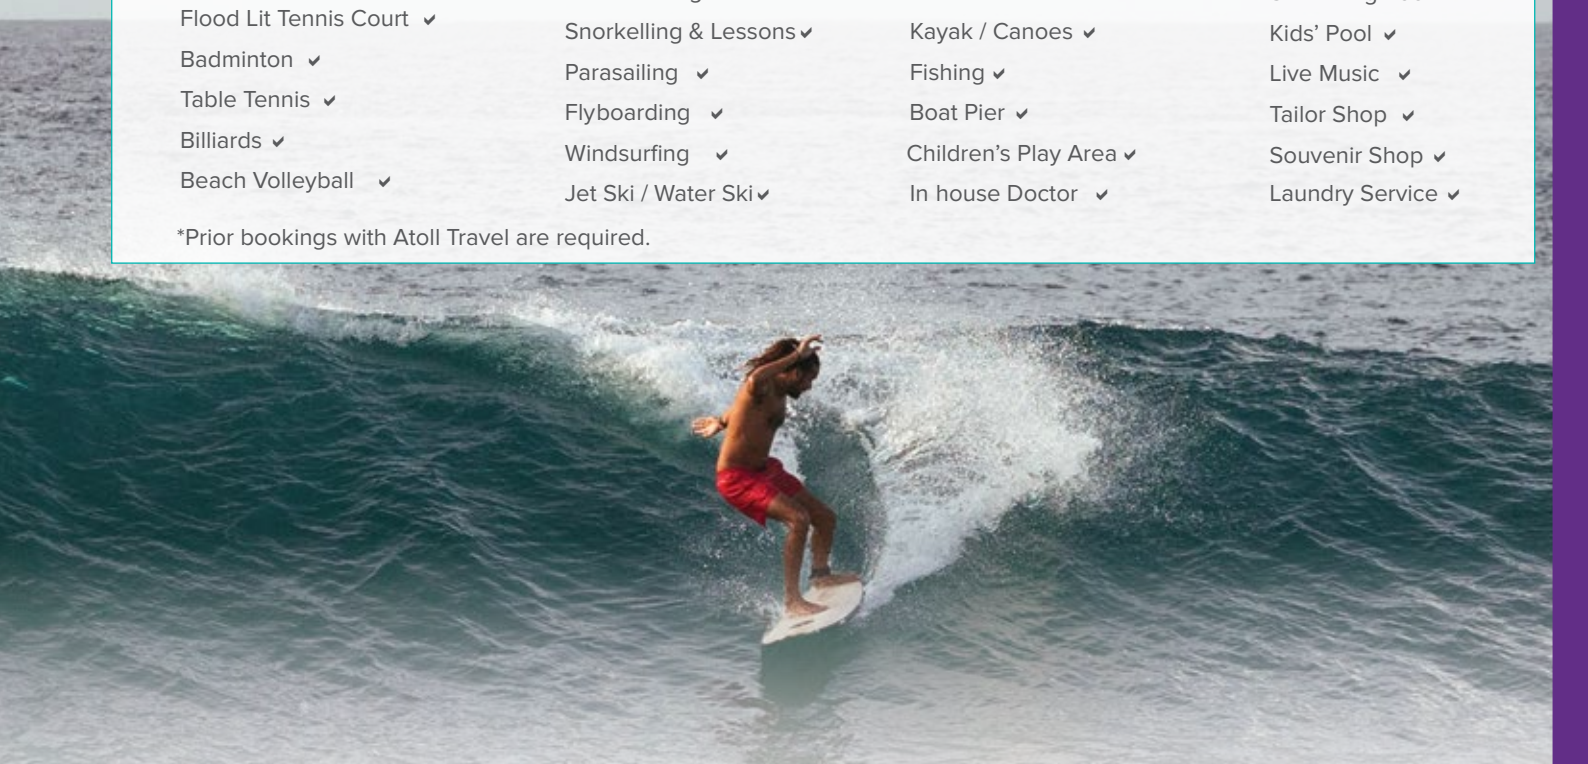 Flood Lit Tennis Court ✔
Badminton ✔
Table Tennis ✔
Billiards ✔
Beach Volleyball ✔
Snorkelling & Lessons ✔
Parasailing ✔
Flyboarding ✔
Windsurfing ✔
Jet Ski / Water Ski ✔
Kayak / Canoes ✔
Fishing ✔
Boat Pier ✔
Children’s Play Area ✔
In house Doctor ✔
Kids’ Pool ✔
Live Music ✔
Tailor Shop ✔
Souvenir Shop ✔
Laundry Service ✔
*Prior bookings with Atoll Travel are required.